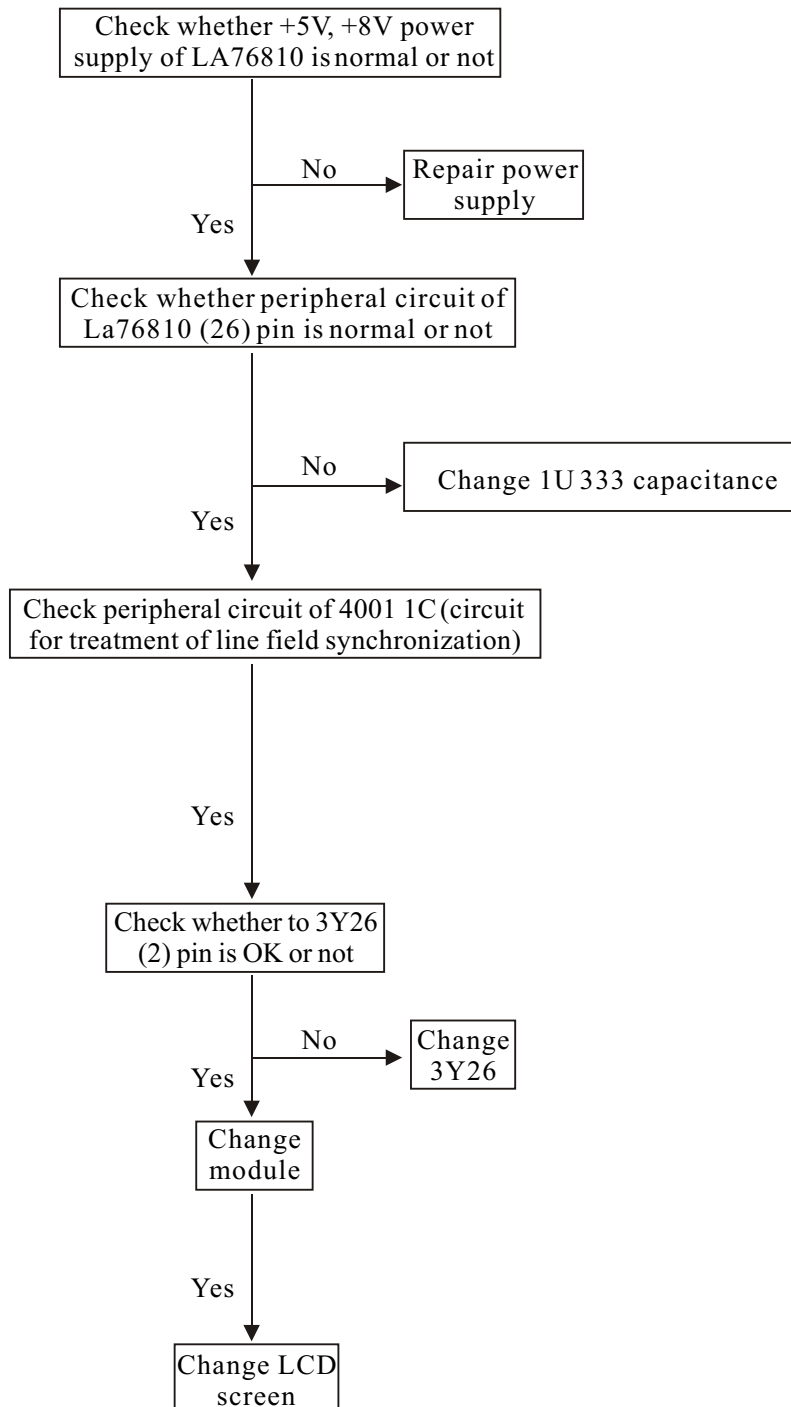 Check whether +5V, +8V power
supply of LA76810 is normal or not
No
Repair power
supply
Yes
Check whether peripheral circuit of
La76810 (26) pin is normal or not
No
Change 1U 333 capacitance
Yes
Check peripheral circuit of 4001 1C (circuit
for treatment of line field synchronization)
Yes
Check whether to 3Y26
(2) pin is OK or not
No
Change
3Y26
Yes
Change
module
Yes
Change LCD
screen